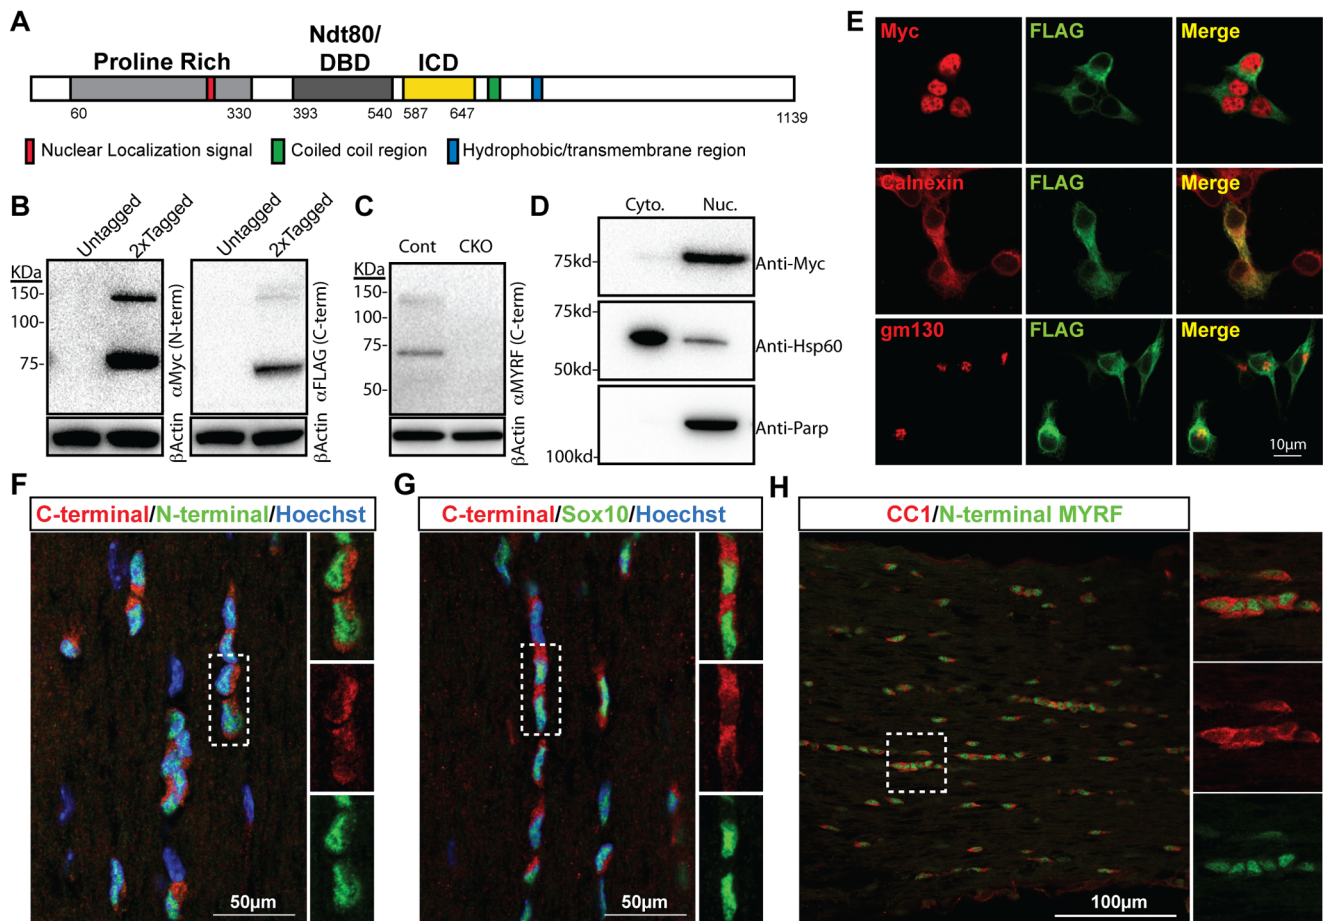 A
Proline Rich
Ndt80/
DBD
ICD
60
330
393
540
587
647
1139
Nuclear Localization signal
Coiled coil region
Hydrophobic/transmembrane region
B
Untagged
2xTagged
KDa
150-
100-
75-
αMyc (N-term)
βActin
Untagged
2xTagged
αFLAG (C-term)
βActin
C
Cont
CKO
KDa
150-
100-
75-
50-
αMYRF (C-term)
βActin
D
Cyto.
Nuc.
75kd-
Anti-Myc
75kd-
50kd-
Anti-Hsp60
100kd-
Anti-Parp
E
Myc
FLAG
Merge
Calnexin
FLAG
Merge
gm130
FLAG
Merge
10μm
F
C-terminal/N-terminal/Hoechst
50μm
G
C-terminal/Sox10/Hoechst
50μm
H
CC1/N-terminal MYRF
100μm